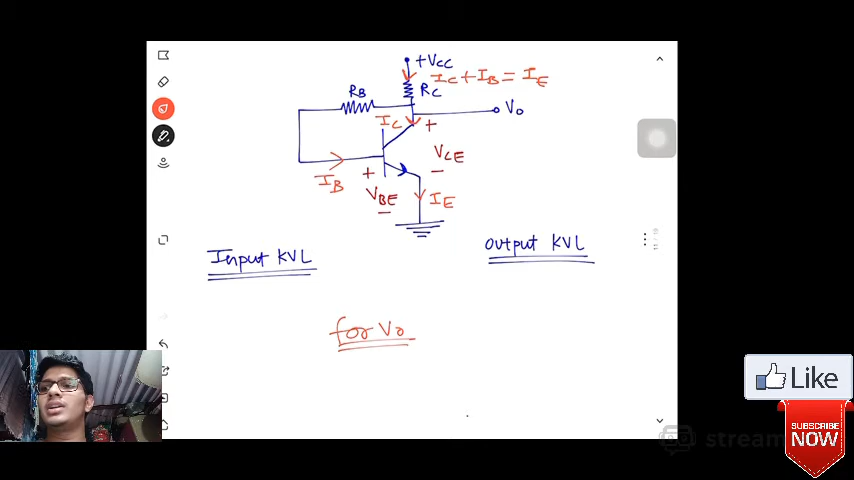 +VCC
IC+IB=IE
RB
RC
Vo
IC
+
VCE
−
IB
+
VBE
−
IE
Input KVL
Output KVL
for Vo
Like
SUBSCRIBE
NOW
stream